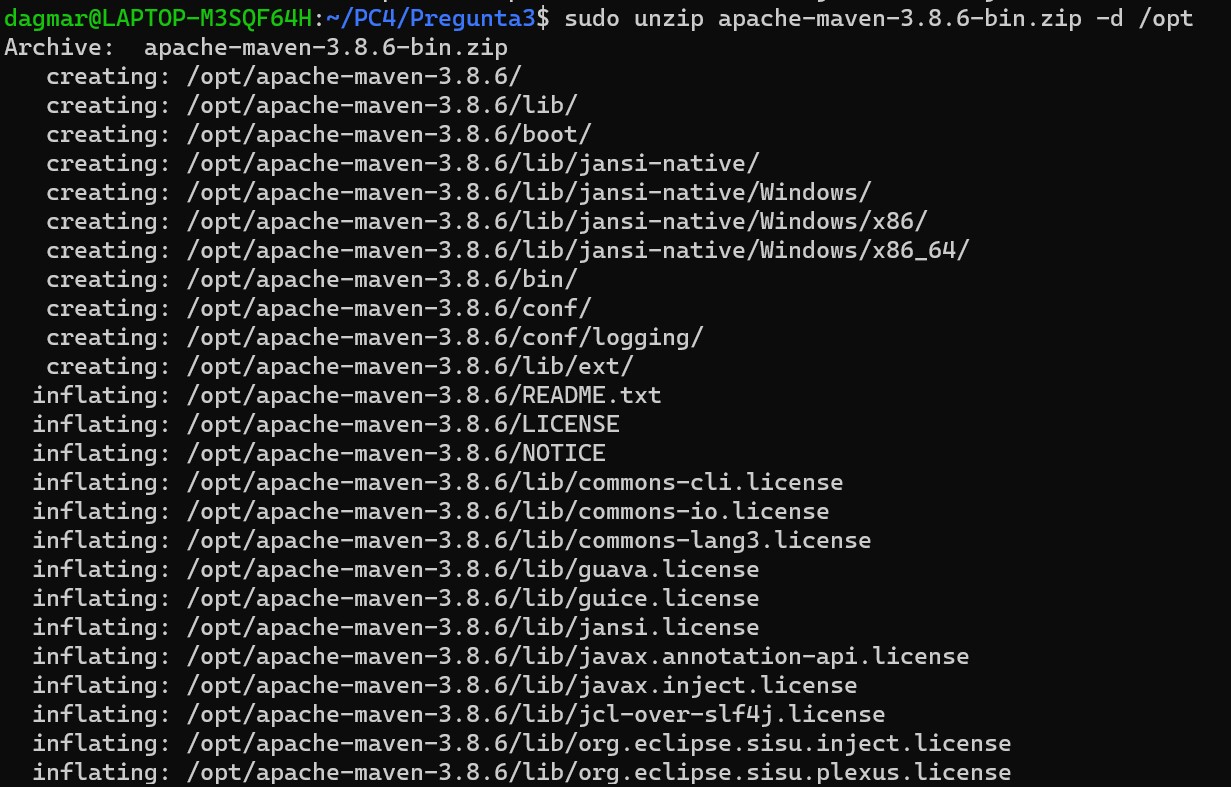 dagmar@LAPTOP-M3SQF64H:~/PC4/Pregunta3$ sudo unzip apache-maven-3.8.6-bin.zip -d /opt
Archive:  apache-maven-3.8.6-bin.zip
   creating: /opt/apache-maven-3.8.6/
   creating: /opt/apache-maven-3.8.6/lib/
   creating: /opt/apache-maven-3.8.6/boot/
   creating: /opt/apache-maven-3.8.6/lib/jansi-native/
   creating: /opt/apache-maven-3.8.6/lib/jansi-native/Windows/
   creating: /opt/apache-maven-3.8.6/lib/jansi-native/Windows/x86/
   creating: /opt/apache-maven-3.8.6/lib/jansi-native/Windows/x86_64/
   creating: /opt/apache-maven-3.8.6/bin/
   creating: /opt/apache-maven-3.8.6/conf/
   creating: /opt/apache-maven-3.8.6/conf/logging/
   creating: /opt/apache-maven-3.8.6/lib/ext/
  inflating: /opt/apache-maven-3.8.6/README.txt
  inflating: /opt/apache-maven-3.8.6/LICENSE
  inflating: /opt/apache-maven-3.8.6/NOTICE
  inflating: /opt/apache-maven-3.8.6/lib/commons-cli.license
  inflating: /opt/apache-maven-3.8.6/lib/commons-io.license
  inflating: /opt/apache-maven-3.8.6/lib/commons-lang3.license
  inflating: /opt/apache-maven-3.8.6/lib/guava.license
  inflating: /opt/apache-maven-3.8.6/lib/guice.license
  inflating: /opt/apache-maven-3.8.6/lib/jansi.license
  inflating: /opt/apache-maven-3.8.6/lib/javax.annotation-api.license
  inflating: /opt/apache-maven-3.8.6/lib/javax.inject.license
  inflating: /opt/apache-maven-3.8.6/lib/jcl-over-slf4j.license
  inflating: /opt/apache-maven-3.8.6/lib/org.eclipse.sisu.inject.license
  inflating: /opt/apache-maven-3.8.6/lib/org.eclipse.sisu.plexus.license